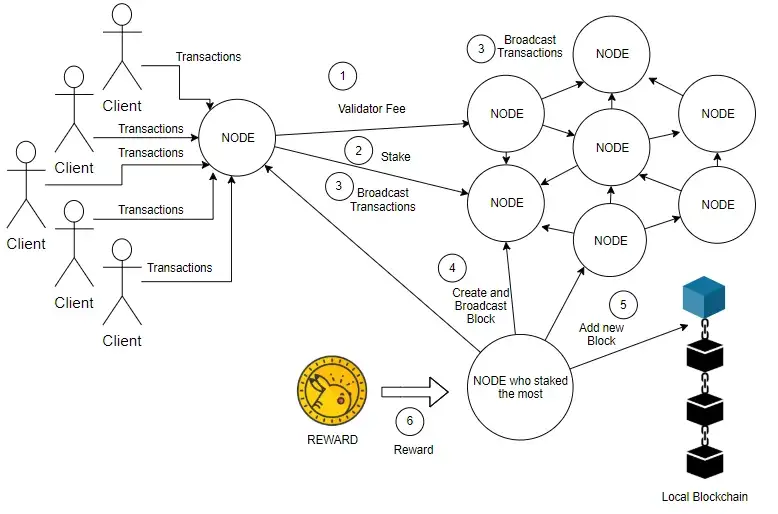 Client
Client
Client
Client
Client
Transactions
Transactions
Transactions
Transactions
Transactions
NODE
1
Validator Fee
2
Stake
3
Broadcast
Transactions
3
Broadcast
Transactions
NODE
NODE
NODE
NODE
NODE
NODE
NODE
4
Create and
Broadcast
Block
5
Add new
Block
NODE who staked
the most
REWARD
6
Reward
Local Blockchain